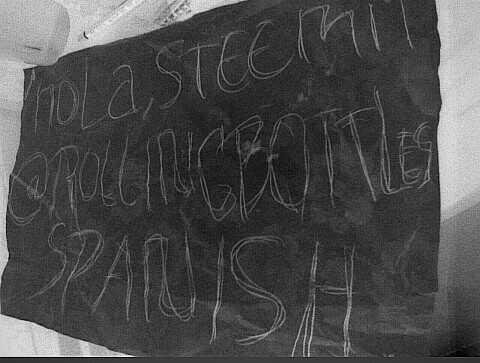 ¡HOLA, STEEMIT
@ROLLINGBOTTLES
SPANISH